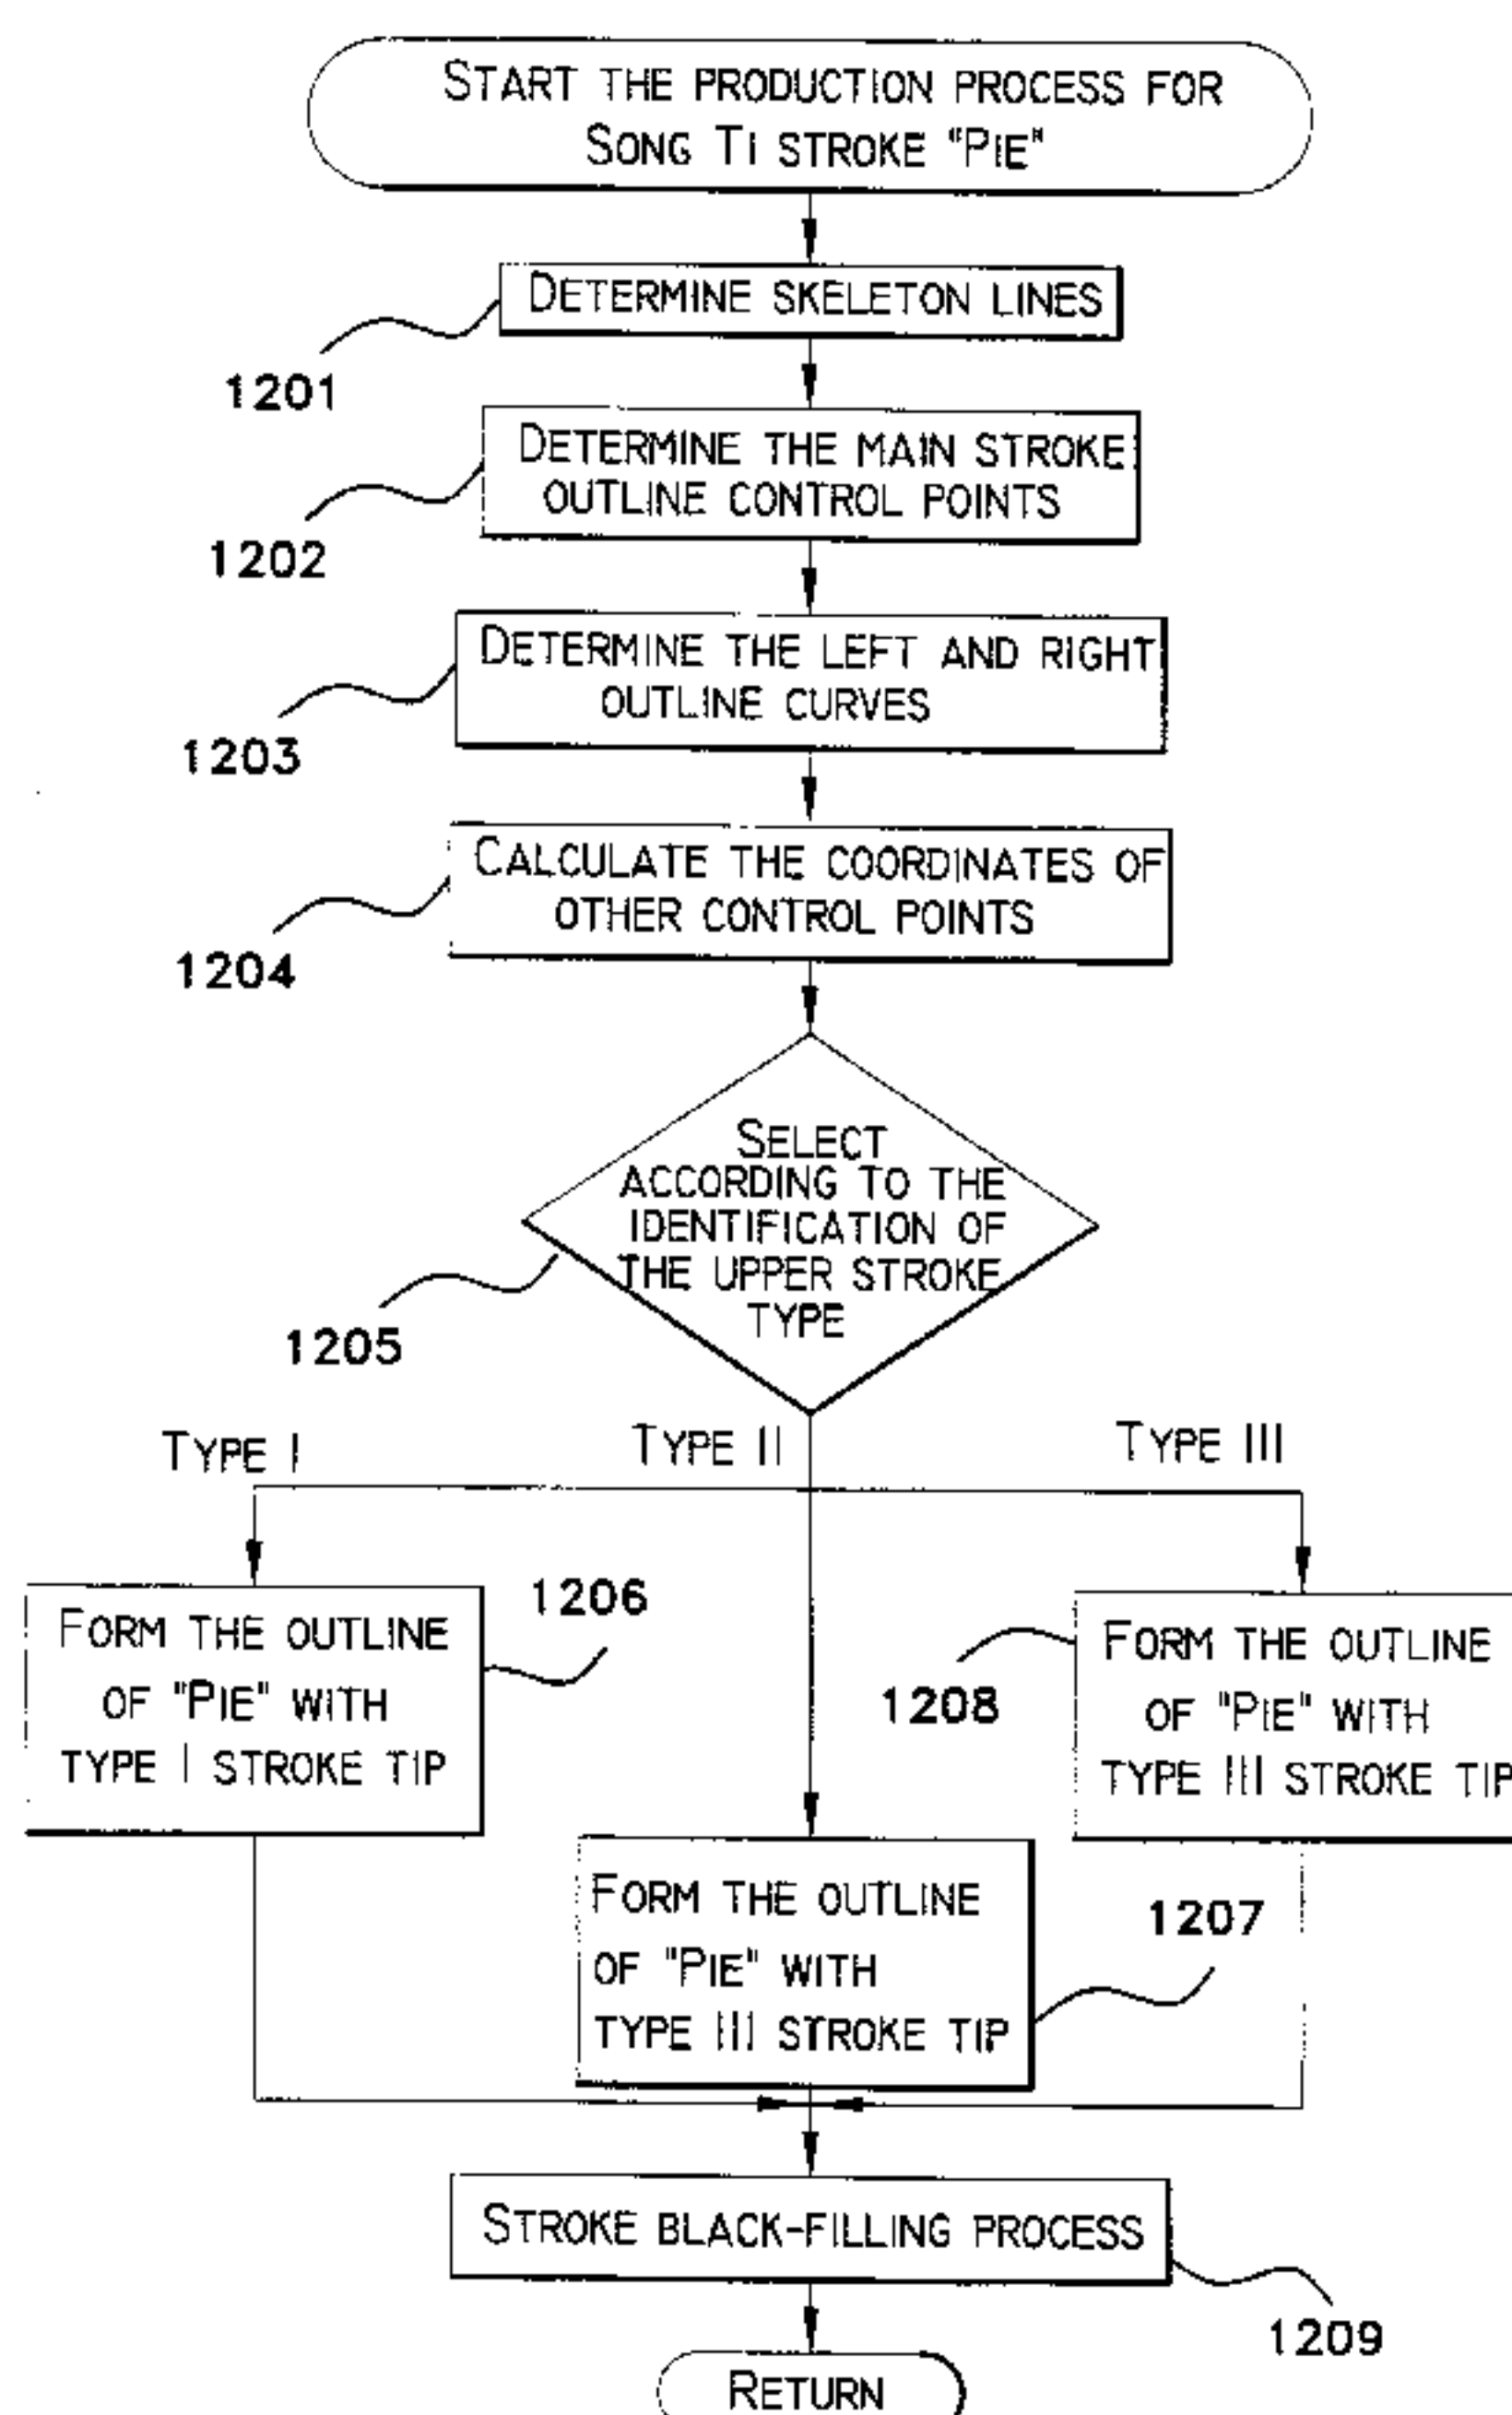 START THE PRODUCTION PROCESS FOR
SONG TI STROKE "PIE"
DETERMINE SKELETON LINES
1201
DETERMINE THE MAIN STROKE
OUTLINE CONTROL POINTS
1202
DETERMINE THE LEFT AND RIGHT
OUTLINE CURVES
1203
CALCULATE THE COORDINATES OF
OTHER CONTROL POINTS
1204
SELECT
ACCORDING TO THE
IDENTIFICATION OF
THE UPPER STROKE
TYPE
1205
TYPE I
TYPE II
TYPE III
FORM THE OUTLINE
OF "PIE" WITH
TYPE I STROKE TIP
1206
1208
FORM THE OUTLINE
OF "PIE" WITH
TYPE III STROKE TIP
FORM THE OUTLINE
OF "PIE" WITH
TYPE III STROKE TIP
1207
STROKE BLACK-FILLING PROCESS
1209
RETURN